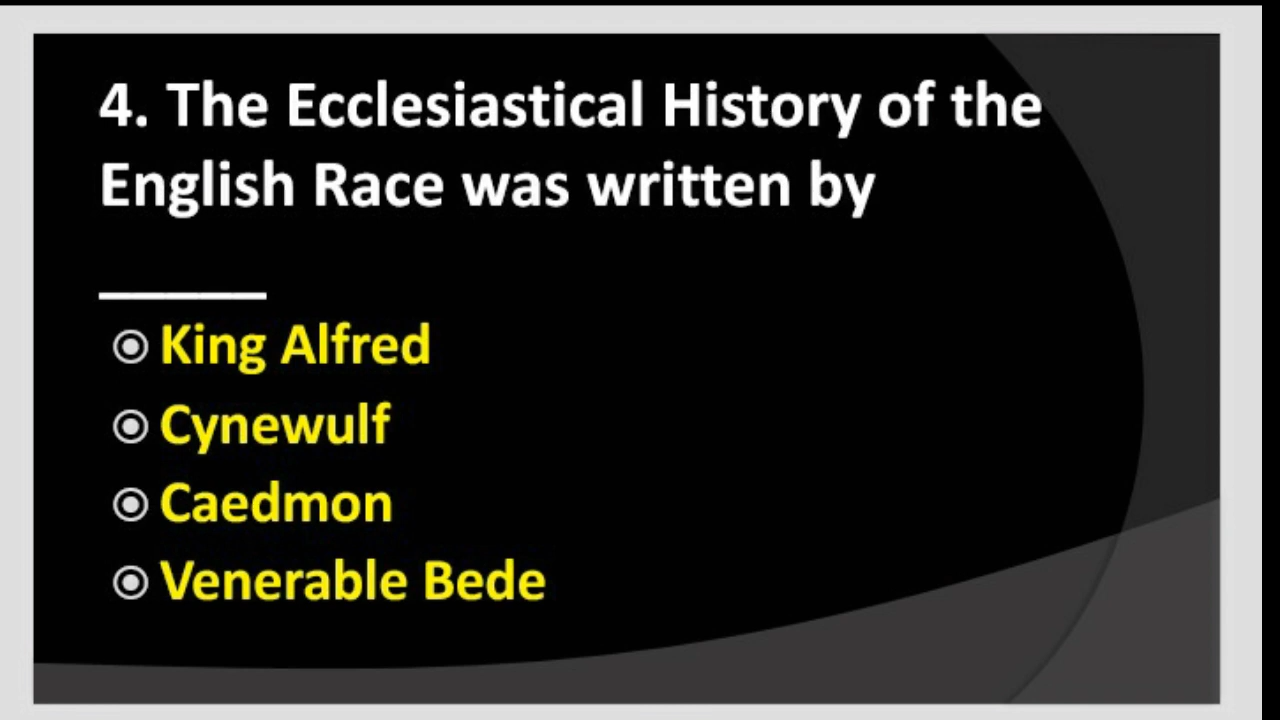 4. The Ecclesiastical History of the
English Race was written by
______
King Alfred
Cynewulf
Caedmon
Venerable Bede